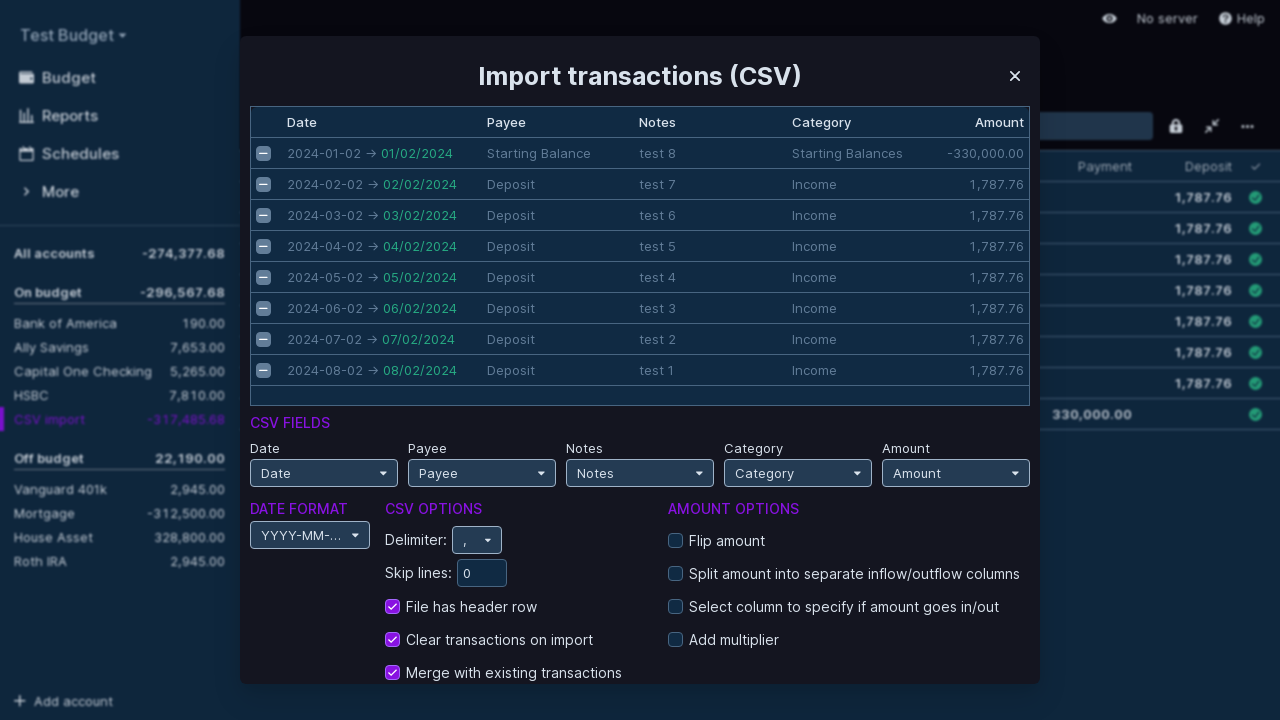 Test Budget
No server
Help
Budget
Reports
Schedules
More
All accounts -274,377.68
On budget -296,567.68
Bank of America 190.00
Ally Savings 7,653.00
Capital One Checking 5,265.00
HSBC 7,810.00
CSV import -317,485.68
Off budget 22,190.00
Vanguard 401k 2,945.00
Mortgage -312,500.00
House Asset 328,800.00
Roth IRA 2,945.00
Add account
Import transactions (CSV)
Date Payee Notes Category Amount
2024-01-02 → 01/02/2024 Starting Balance test 8 Starting Balances -330,000.00
2024-02-02 → 02/02/2024 Deposit test 7 Income 1,787.76
2024-03-02 → 03/02/2024 Deposit test 6 Income 1,787.76
2024-04-02 → 04/02/2024 Deposit test 5 Income 1,787.76
2024-05-02 → 05/02/2024 Deposit test 4 Income 1,787.76
2024-06-02 → 06/02/2024 Deposit test 3 Income 1,787.76
2024-07-02 → 07/02/2024 Deposit test 2 Income 1,787.76
2024-08-02 → 08/02/2024 Deposit test 1 Income 1,787.76
CSV FIELDS
Date Payee Notes Category Amount
Date Payee Notes Category Amount
DATE FORMAT
YYYY-MM-...
CSV OPTIONS
Delimiter: ,
Skip lines: 0
File has header row
Clear transactions on import
Merge with existing transactions
AMOUNT OPTIONS
Flip amount
Split amount into separate inflow/outflow columns
Select column to specify if amount goes in/out
Add multiplier
Payment Deposit
1,787.76
1,787.76
1,787.76
1,787.76
1,787.76
1,787.76
1,787.76
330,000.00